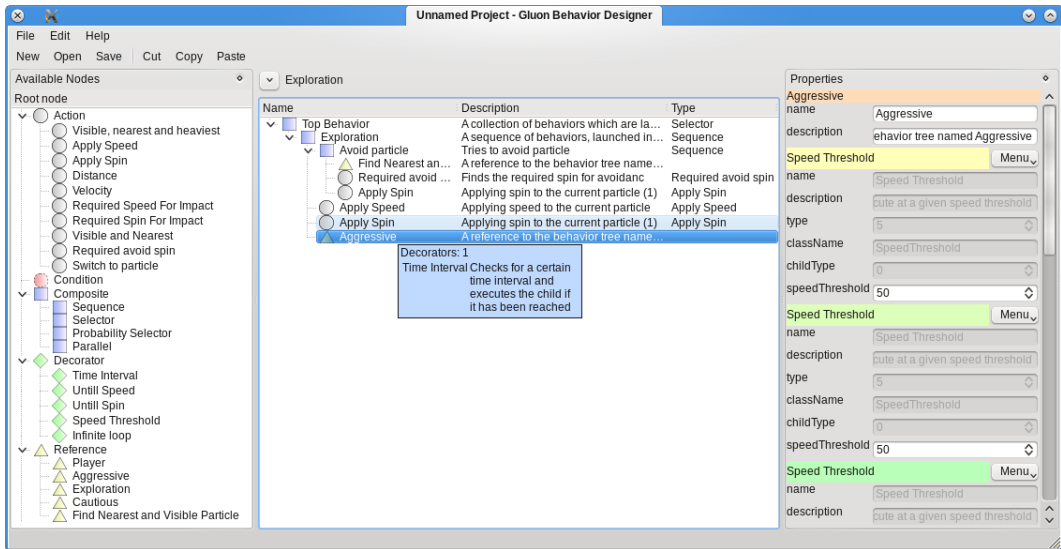 Unnamed Project - Gluon Behavior Designer
File Edit Help
New Open Save Cut Copy Paste
Available Nodes
Root node
Action
Visible, nearest and heaviest
Apply Speed
Apply Spin
Distance
Velocity
Required Speed For Impact
Required Spin For Impact
Visible and Nearest
Required avoid spin
Switch to particle
Condition
Composite
Sequence
Selector
Probability Selector
Parallel
Decorator
Time Interval
Untill Speed
Untill Spin
Speed Threshold
Infinite loop
Reference
Player
Aggressive
Exploration
Cautious
Find Nearest and Visible Particle
Exploration
Name Description Type
Top Behavior A collection of behaviors which are la... Selector
Exploration A sequence of behaviors, launched in... Sequence
Avoid particle Tries to avoid particle Sequence
Find Nearest an... A reference to the behavior tree name...
Required avoid ... Finds the required spin for avoidanc Required avoid spin
Apply Spin Applying spin to the current particle (1) Apply Spin
Apply Speed Applying speed to the current particle Apply Speed
Apply Spin Applying spin to the current particle (1) Apply Spin
Aggressive A reference to the behavior tree name...
Decorators: 1
Time Interval Checks for a certain
time interval and
executes the child if
it has been reached
Properties
Aggressive
name Aggressive
description ehavior tree named Aggressive
Speed Threshold Menu
name Speed Threshold
description cute at a given speed threshold
type 5
className SpeedThreshold
childType 0
speedThreshold 50
Speed Threshold Menu
name Speed Threshold
description cute at a given speed threshold
type 5
className SpeedThreshold
childType 0
speedThreshold 50
Speed Threshold Menu
name Speed Threshold
description cute at a given speed threshold